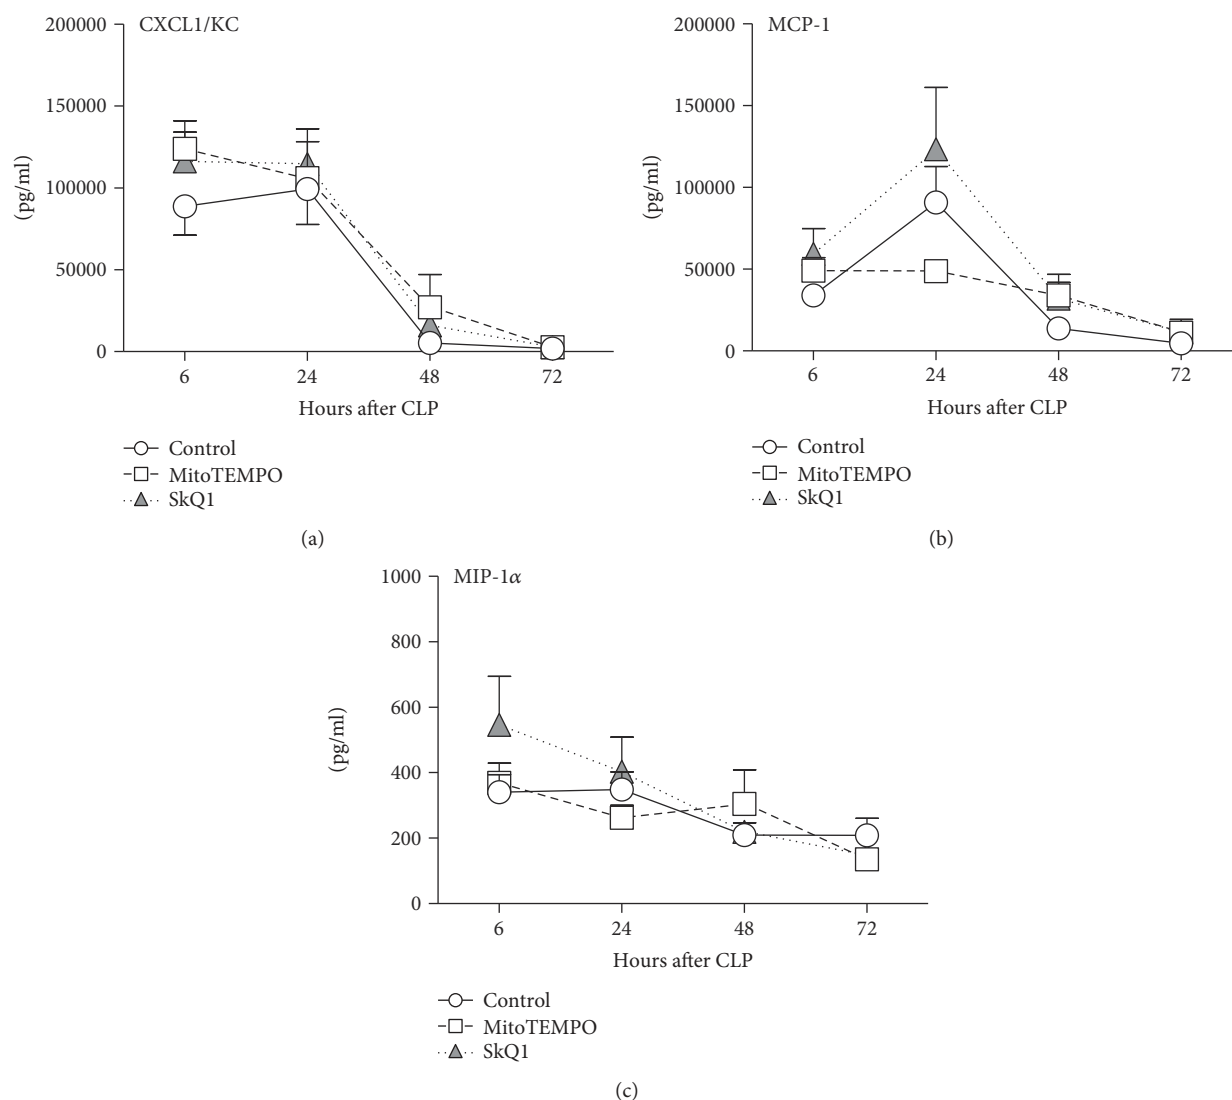 CXCL1/KC
200000
150000
100000
50000
0
(pg/ml)
6 24 48 72
Hours after CLP
Control
MitoTEMPO
SkQ1
(a)
MCP-1
200000
150000
100000
50000
0
(pg/ml)
6 24 48 72
Hours after CLP
Control
MitoTEMPO
SkQ1
(b)
MIP-1α
1000
800
600
400
200
0
(pg/ml)
6 24 48 72
Hours after CLP
Control
MitoTEMPO
SkQ1
(c)